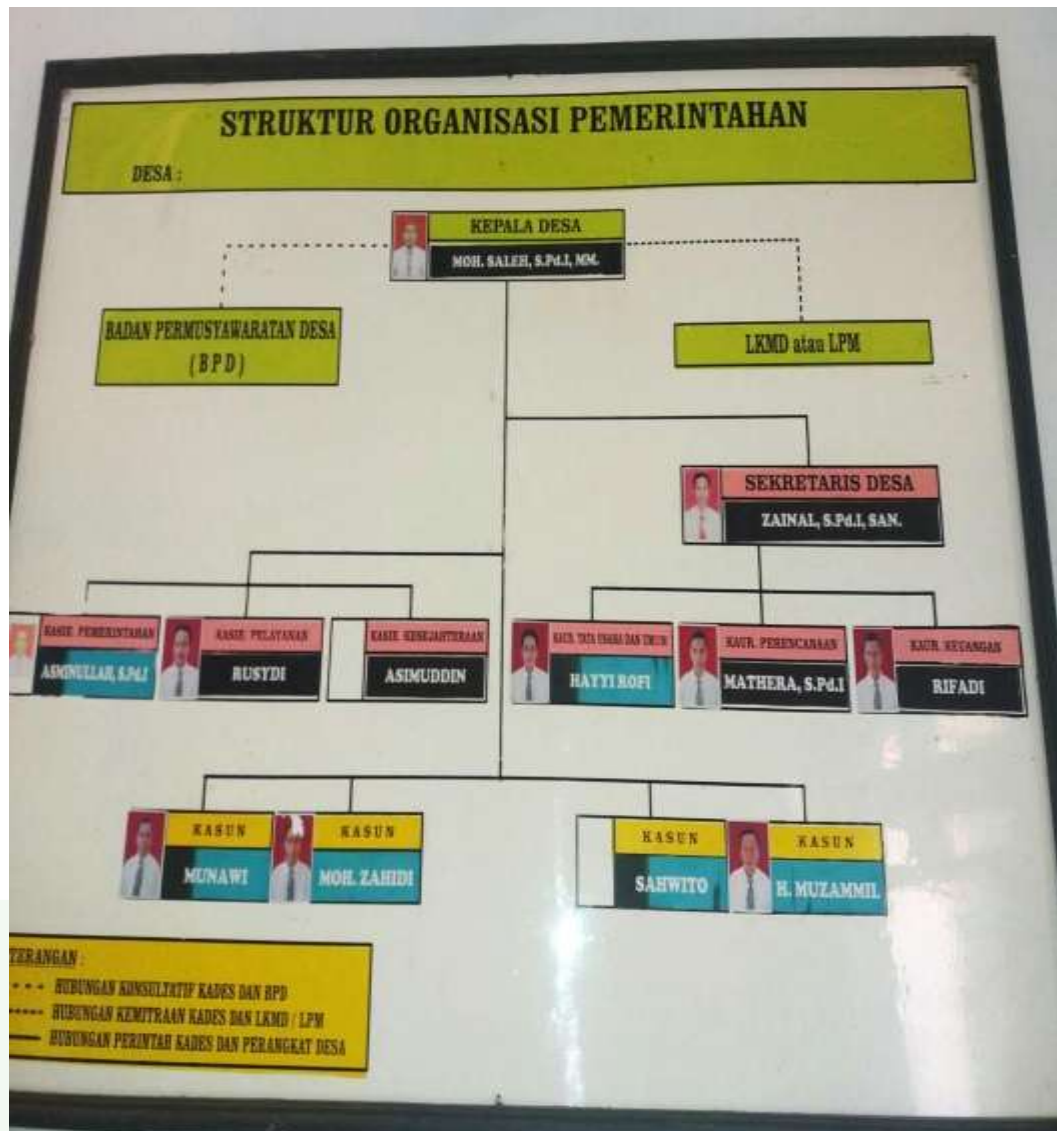 STRUKTUR ORGANISASI PEMERINTAHAN
DESA :
KEPALA DESA
MOH. SALEH, S.Pd.I, MM.
BADAN PERMUSYAWARATAN DESA
( B P D )
LKMD atau LPM
SEKRETARIS DESA
ZAINAL, S.Pd.I, SAN.
KASIE. PEMERINTAHAN
ASMINULLAH, S.Pd.I
KASIE. PELAYANAN
RUSYDI
KASIE. KESEJAHTERAAN
ASIMUDDIN
KAUR. TATA USAHA DAN UMUM
HAYYI ROFI
KAUR. PERENCANAAN
MATHERA, S.Pd.I
KAUR. KEUANGAN
RIFADI
KASUN
MUNAWI
KASUN
MOH. ZAHIDI
KASUN
SAHWITO
KASUN
H. MUZAMMIL
TERANGAN :
HUBUNGAN KONSULTATIF KADES DAN BPD
HUBUNGAN KEMITRAAN KADES DAN LKMD / LPM
HUBUNGAN PERINTAH KADES DAN PERANGKAT DESA